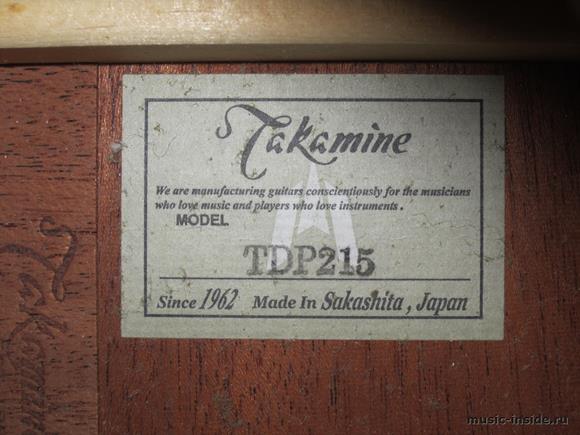 Takamine
We are manufacturing guitars conscientiously for the musicians
who love music and players who love instruments .
MODEL
TDP215
Since 1962 Made In Sakashita , Japan
Takamine
music-inside.ru